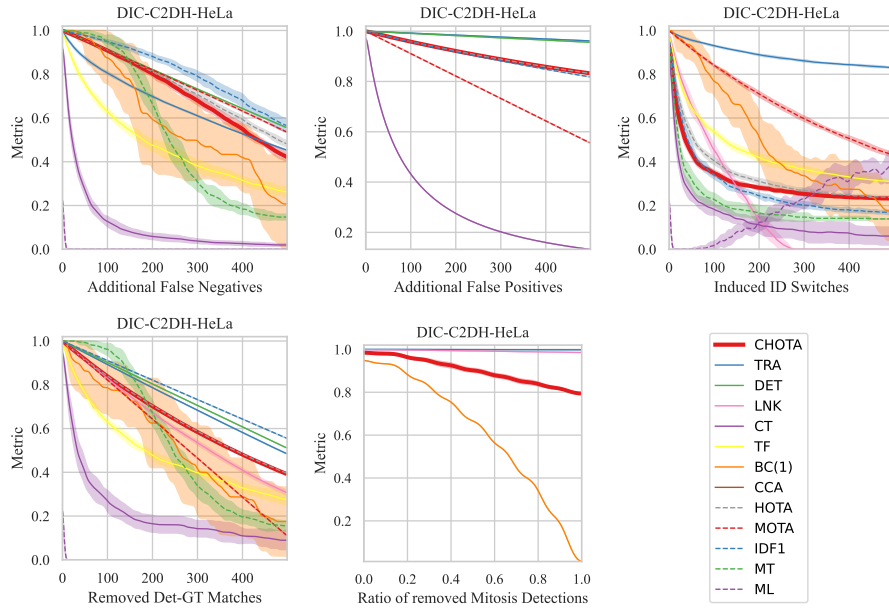 DIC-C2DH-HeLa
1.0
0.8
0.6
0.4
0.2
0.0
Metric
0 100 200 300 400
Additional False Negatives
DIC-C2DH-HeLa
1.0
0.8
0.6
0.4
0.2
Metric
0 100 200 300 400
Additional False Positives
DIC-C2DH-HeLa
1.0
0.8
0.6
0.4
0.2
0.0
Metric
0 100 200 300 400
Induced ID Switches
DIC-C2DH-HeLa
1.0
0.8
0.6
0.4
0.2
0.0
Metric
0 100 200 300 400
Removed Det-GT Matches
DIC-C2DH-HeLa
1.0
0.8
0.6
0.4
0.2
Metric
0.0 0.2 0.4 0.6 0.8 1.0
Ratio of removed Mitosis Detections
CHOTA
TRA
DET
LNK
CT
TF
BC(1)
CCA
HOTA
MOTA
IDF1
MT
ML